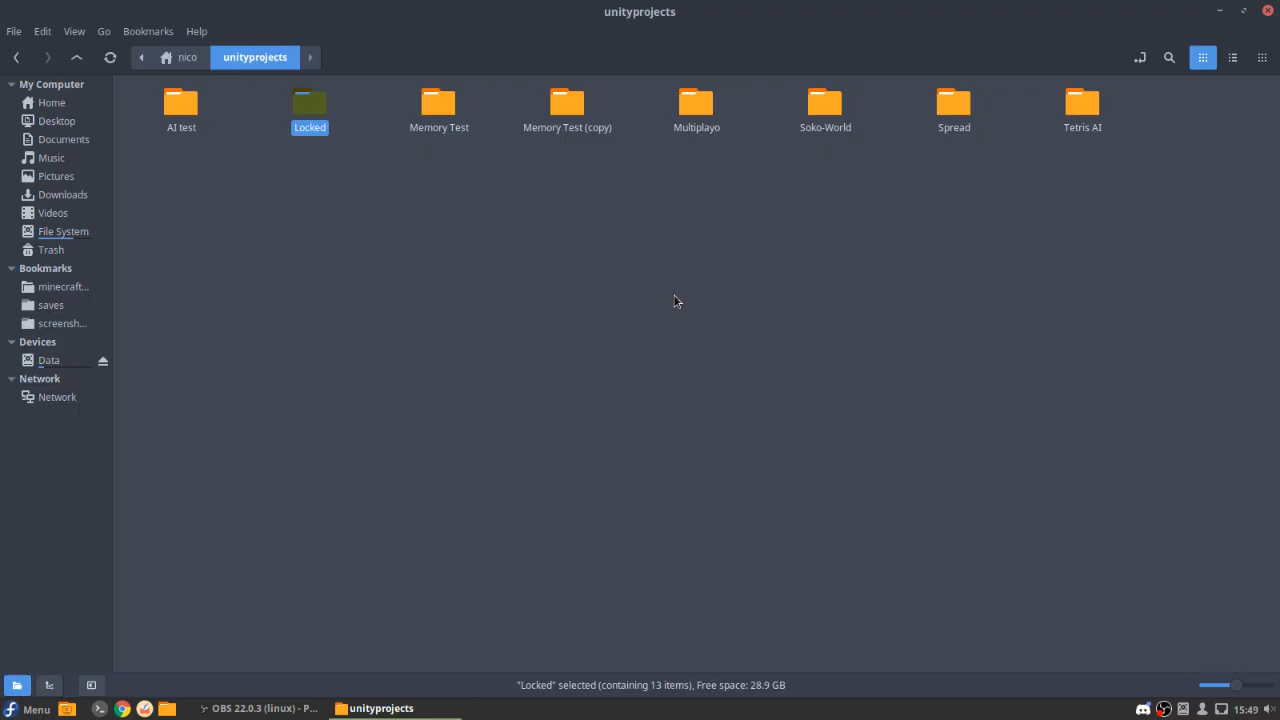 unityprojects
File Edit View Go Bookmarks Help
nico unityprojects
My Computer
Home
Desktop
Documents
Music
Pictures
Downloads
Videos
File System
Trash
Bookmarks
minecraft...
saves
screensh...
Devices
Data
Network
Network
AI test Locked Memory Test Memory Test (copy) Multiplayo Soko-World Spread Tetris AI
"Locked" selected (containing 13 items), Free space: 28.9 GB
Menu OBS 22.0.3 (linux) - P... unityprojects 15:49